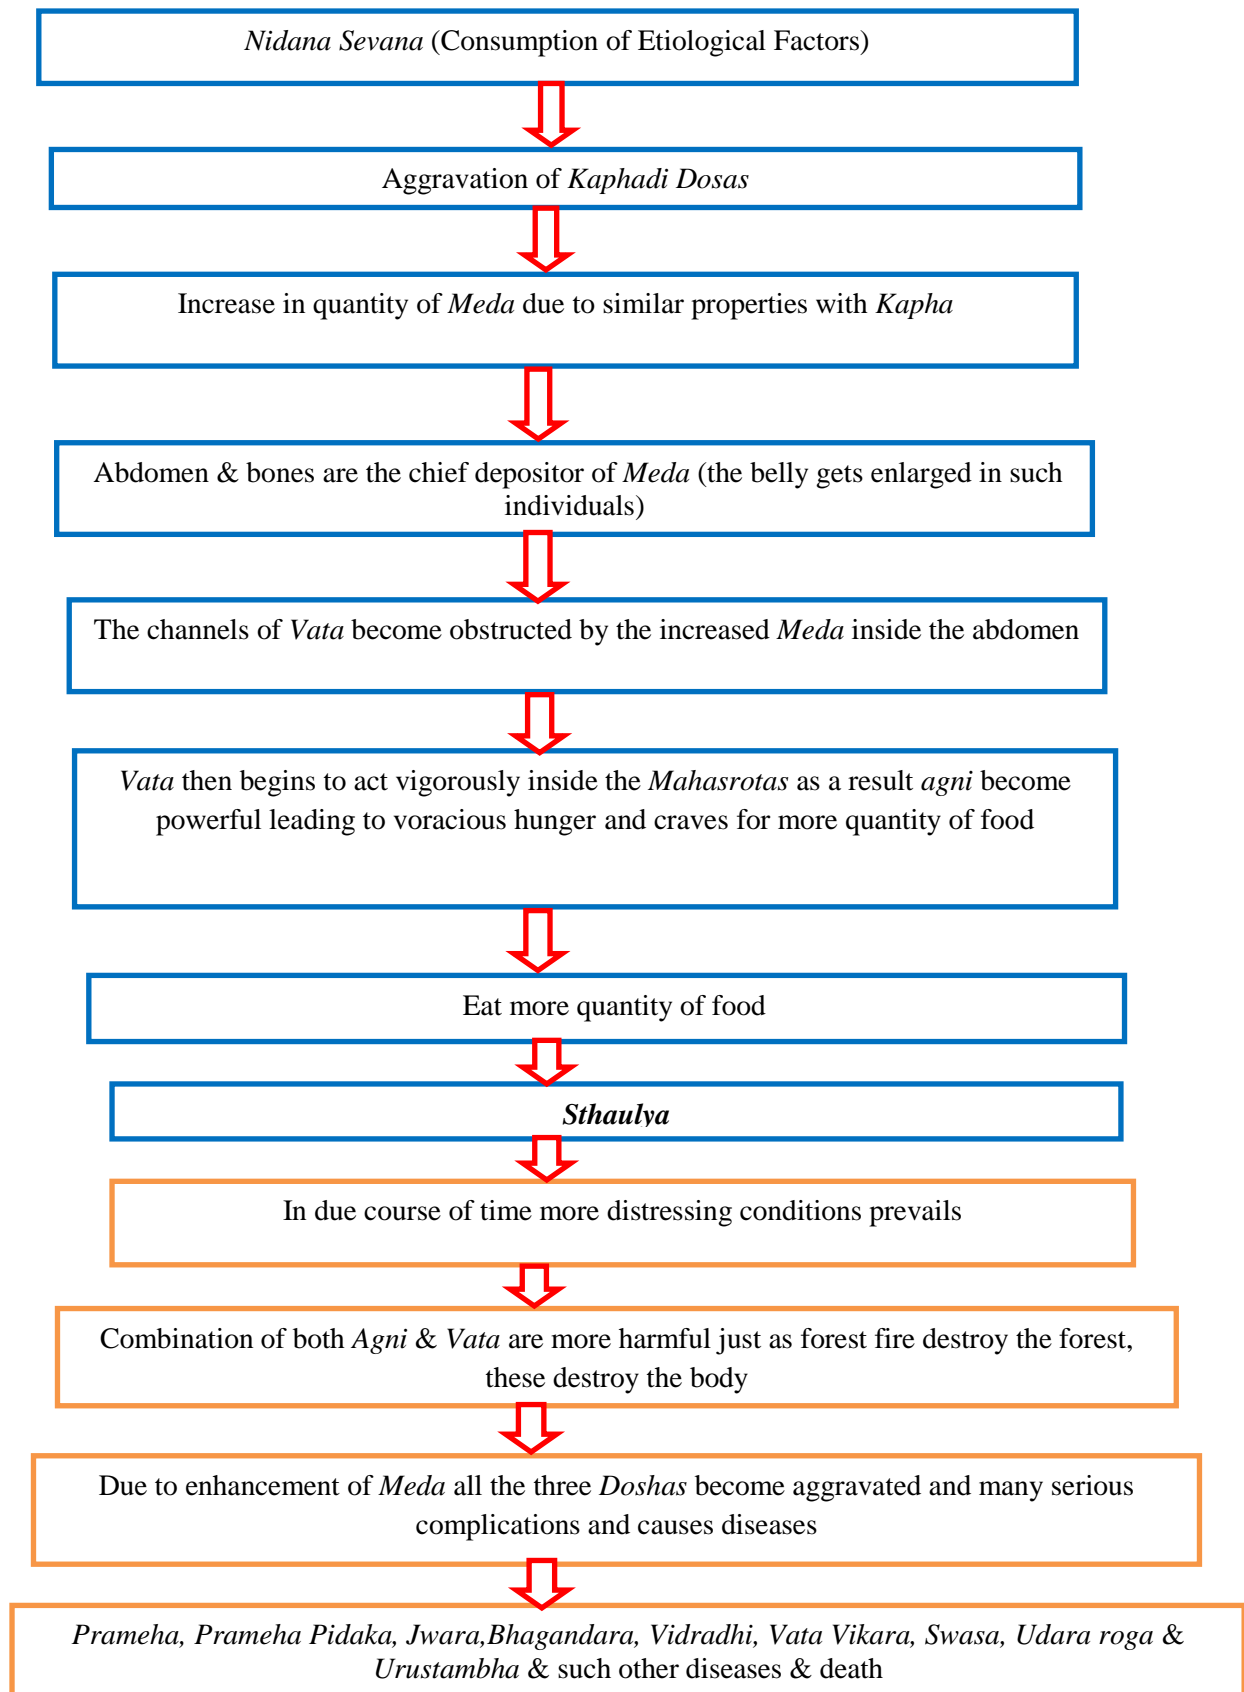 Nidana Sevana (Consumption of Etiological Factors)
Aggravation of Kaphadi Dosas
Increase in quantity of Meda due to similar properties with Kapha
Abdomen & bones are the chief depositor of Meda (the belly gets enlarged in such
individuals)
The channels of Vata become obstructed by the increased Meda inside the abdomen
Vata then begins to act vigorously inside the Mahasrotas as a result agni become
powerful leading to voracious hunger and craves for more quantity of food
Eat more quantity of food
Sthaulya
In due course of time more distressing conditions prevails
Combination of both Agni & Vata are more harmful just as forest fire destroy the forest,
these destroy the body
Due to enhancement of Meda all the three Doshas become aggravated and many serious
complications and causes diseases
Prameha, Prameha Pidaka, Jwara,Bhagandara, Vidradhi, Vata Vikara, Swasa, Udara roga &
Urustambha & such other diseases & death